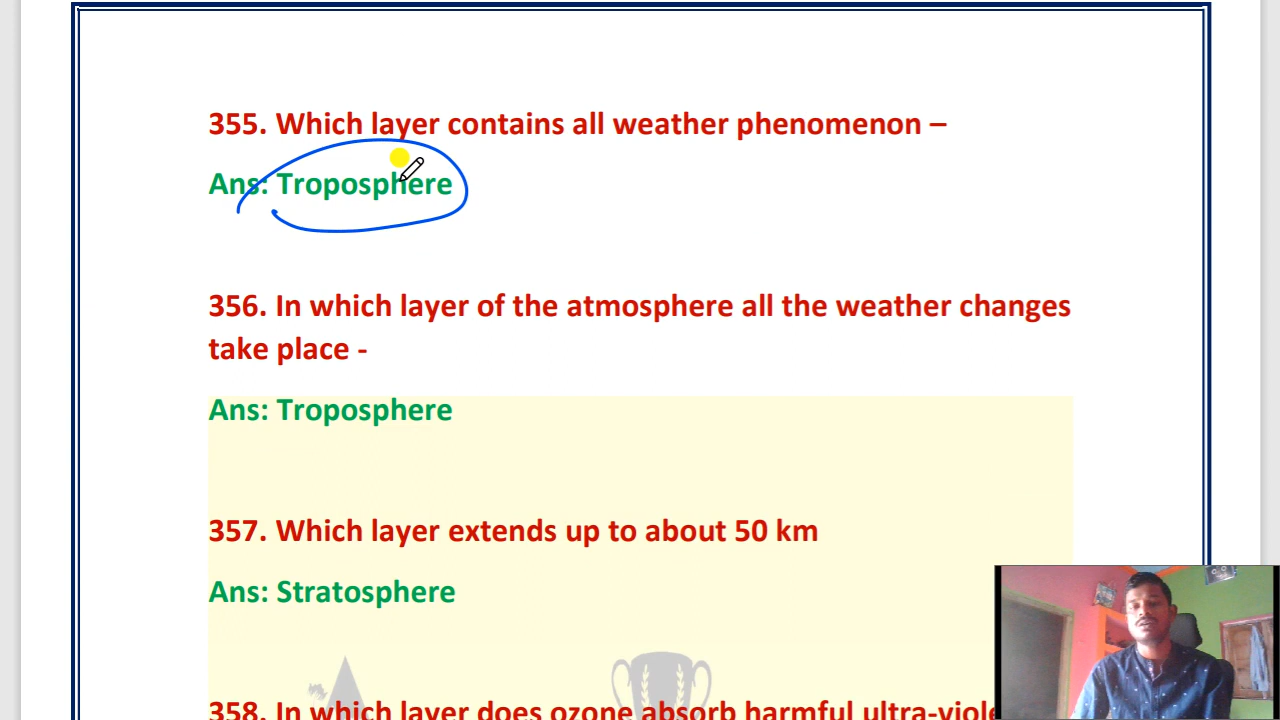 355. Which layer contains all weather phenomenon –
Ans: Troposphere
356. In which layer of the atmosphere all the weather changes
take place -
Ans: Troposphere
357. Which layer extends up to about 50 km
Ans: Stratosphere
358. In which layer does ozone absorb harmful